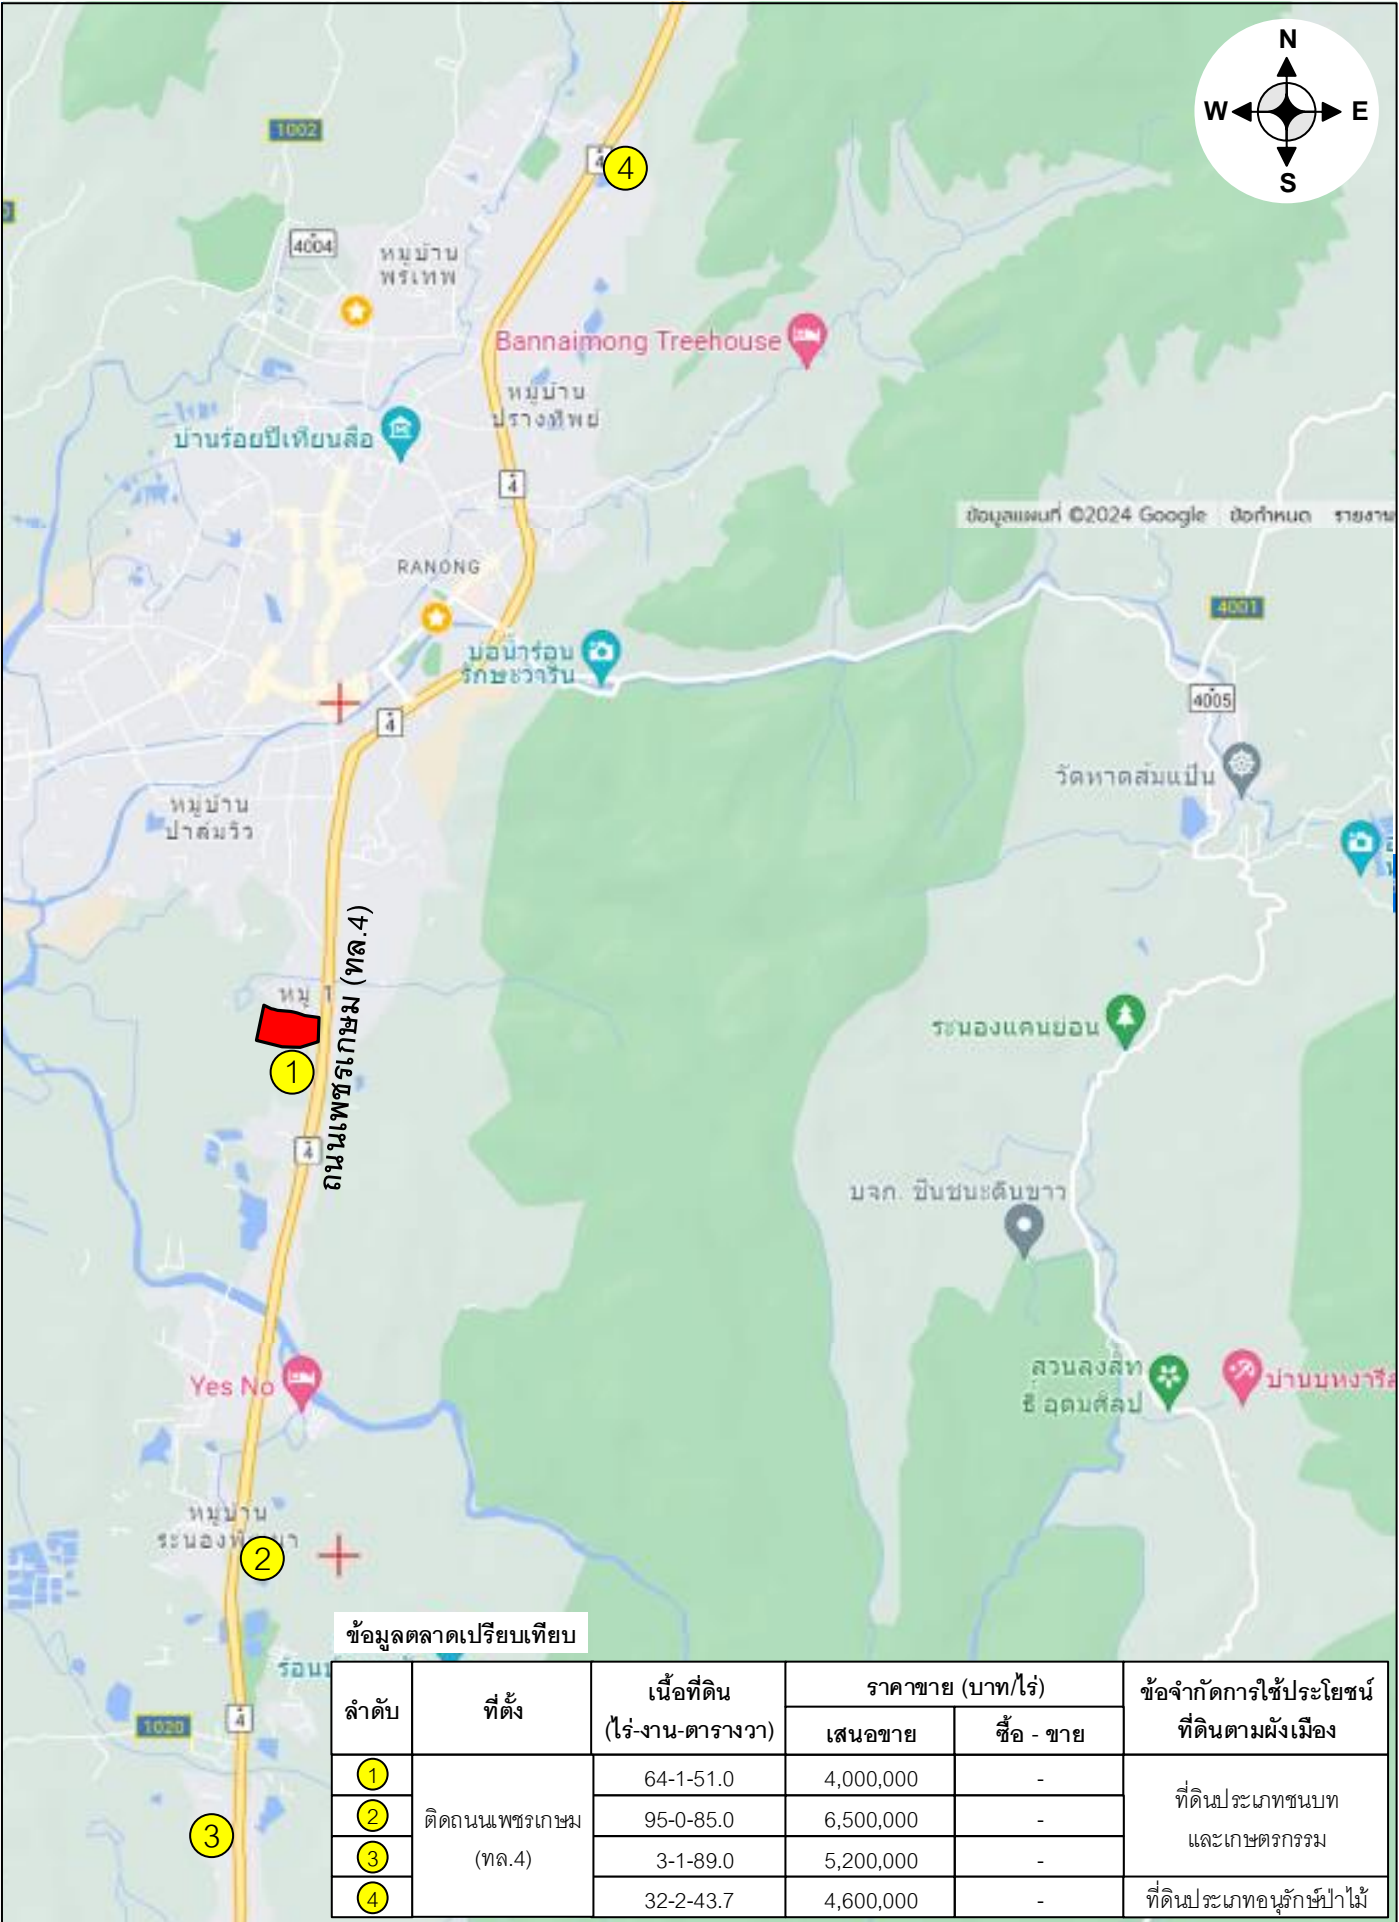 N
W E
S
1002
4
4
4004
หมู่บ้าน
พรเทพ
Bannaimong Treehouse
หมู่บ้าน
ปรางทิพย์
บ้านร้อยปีเทียนสือ
4
ข้อมูลแผนที่ ©2024 Google ข้อกำหนด รายงาน
RANONG
4001
บ่อน้ำร้อน
รักษะวาริน
4005
4
วัดหาดส้มแป้น
หมู่บ้าน
ปาล์มวิว
ถนนเพชรเกษม (ทล.4)
หมู่ 1
ระนองแคนย่อน
1
4
บจก. ชินชนะดินขาว
สวนลุงสิท
ธิ์ อุดมศิลป์
Yes No
หมู่บ้าน
2
ข้อมูลตลาดเปรียบเทียบ
1020
4
3
ลำดับ ที่ตั้ง เนื้อที่ดิน ราคาขาย (บาท/ไร่) ข้อจำกัดการใช้ประโยชน์
(ไร่-งาน-ตารางวา) เสนอขาย ซื้อ - ขาย ที่ดินตามผังเมือง
1 64-1-51.0 4,000,000 -
ที่ดินประเภทชนบท
2 ติดถนนเพชรเกษม 95-0-85.0 6,500,000 -
และเกษตรกรรม
3 (ทล.4) 3-1-89.0 5,200,000 -
4 32-2-43.7 4,600,000 - ที่ดินประเภทอนุรักษ์ป่าไม้